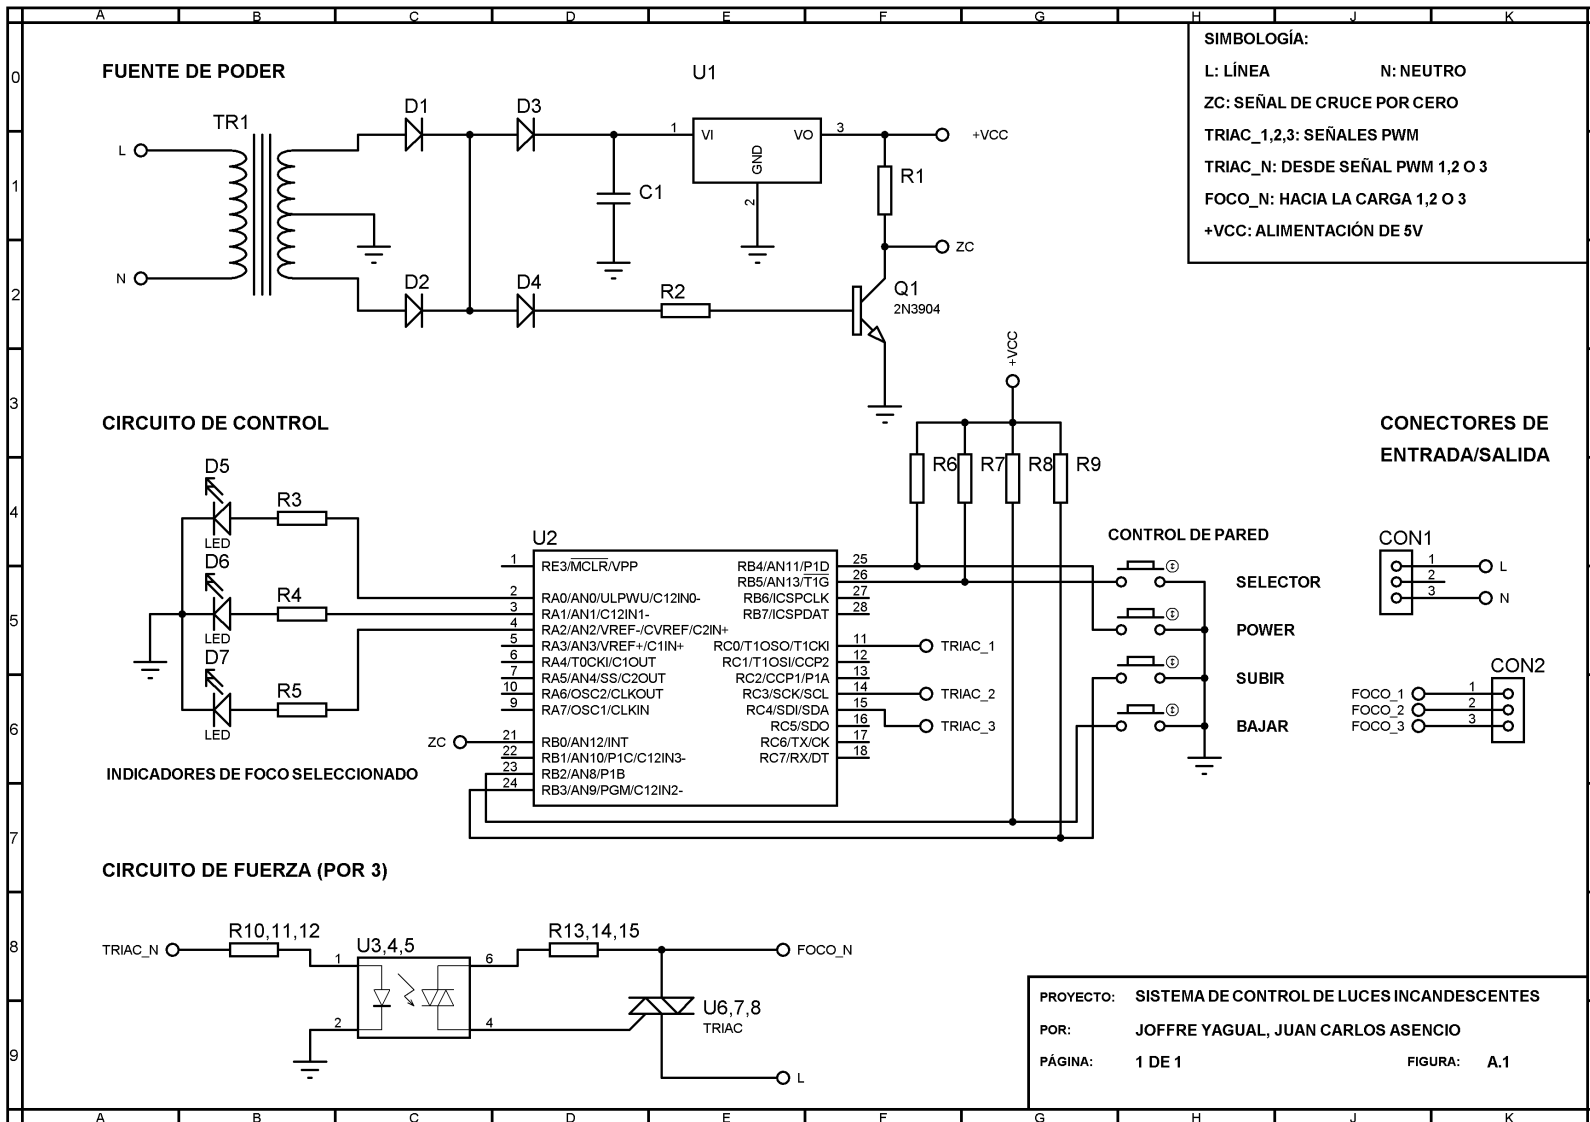 A B C D E F G H J K
0
1
2
3
4
5
6
7
8
9
FUENTE DE PODER
TR1
L
N
D1
D2
D3
D4
C1
U1
1 VI
VO 3
GND
2
+VCC
R1
ZC
R2
Q1
2N3904
SIMBOLOGÍA:
L: LÍNEA N: NEUTRO
ZC: SEÑAL DE CRUCE POR CERO
TRIAC_1,2,3: SEÑALES PWM
TRIAC_N: DESDE SEÑAL PWM 1,2 O 3
FOCO_N: HACIA LA CARGA 1,2 O 3
+VCC: ALIMENTACIÓN DE 5V
CIRCUITO DE CONTROL
D5
LED
R3
D6
LED
R4
D7
LED
R5
INDICADORES DE FOCO SELECCIONADO
ZC
U2
1 RE3/MCLR/VPP
2 RA0/AN0/ULPWU/C12IN0-
3 RA1/AN1/C12IN1-
4 RA2/AN2/VREF-/CVREF/C2IN+
5 RA3/AN3/VREF+/C1IN+
6 RA4/T0CKI/C1OUT
7 RA5/AN4/SS/C2OUT
10 RA6/OSC2/CLKOUT
9 RA7/OSC1/CLKIN
21 RB0/AN12/INT
22 RB1/AN10/P1C/C12IN3-
23 RB2/AN8/P1B
24 RB3/AN9/PGM/C12IN2-
RB4/AN11/P1D 25
RB5/AN13/T1G 26
RB6/ICSPCLK 27
RB7/ICSPDAT 28
RC0/T1OSO/T1CKI 11
RC1/T1OSI/CCP2 12
RC2/CCP1/P1A 13
RC3/SCK/SCL 14
RC4/SDI/SDA 15
RC5/SDO 16
RC6/TX/CK 17
RC7/RX/DT 18
TRIAC_1
TRIAC_2
TRIAC_3
+VCC
R6 R7 R8 R9
CONTROL DE PARED
SELECTOR
POWER
SUBIR
BAJAR
CONECTORES DE
ENTRADA/SALIDA
CON1
1 L
2
3 N
CON2
FOCO_1 1
FOCO_2 2
FOCO_3 3
CIRCUITO DE FUERZA (POR 3)
TRIAC_N
R10,11,12
U3,4,5
1
2
6
4
R13,14,15
FOCO_N
U6,7,8
TRIAC
L
PROYECTO: SISTEMA DE CONTROL DE LUCES INCANDESCENTES
POR: JOFFRE YAGUAL, JUAN CARLOS ASENCIO
PÁGINA: 1 DE 1 FIGURA: A.1
A B C D E F G H J K